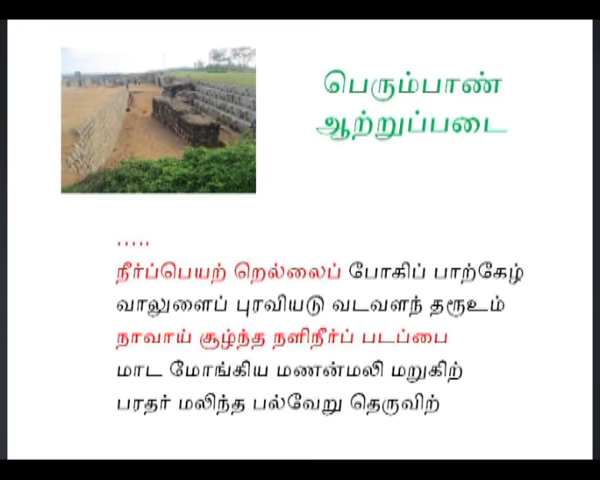 பெரும்பாண்
ஆற்றுப்படை
.....
நீர்ப்பெயற் றெல்லைப் போகிப் பாற்கேழ்
வாலுளைப் புரவியடு வடவளந் தரூஉம்
நாவாய் சூழ்ந்த நளிநீர்ப் படப்பை
மாட மோங்கிய மணன்மலி மறுகிற்
பரதர் மலிந்த பல்வேறு தெருவிற்